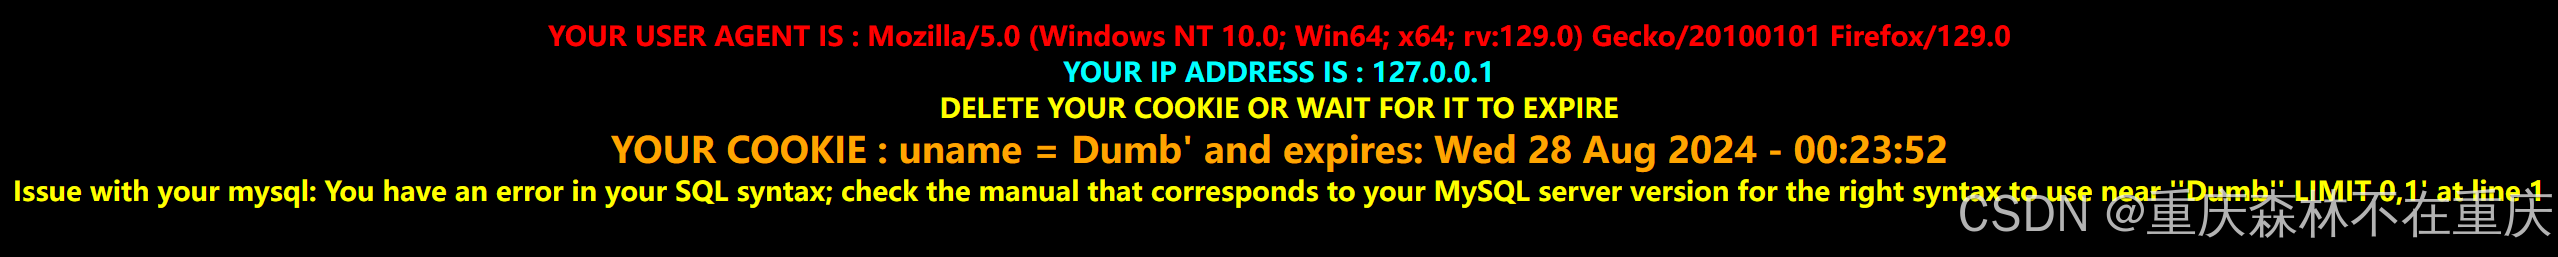 YOUR USER AGENT IS : Mozilla/5.0 (Windows NT 10.0; Win64; x64; rv:129.0) Gecko/20100101 Firefox/129.0
YOUR IP ADDRESS IS : 127.0.0.1
DELETE YOUR COOKIE OR WAIT FOR IT TO EXPIRE
YOUR COOKIE : uname = Dumb' and expires: Wed 28 Aug 2024 - 00:23:52
Issue with your mysql: You have an error in your SQL syntax; check the manual that corresponds to your MySQL server version for the right syntax to use near ''Dumb'' LIMIT 0,1' at line 1
CSDN @重庆森林不在重庆